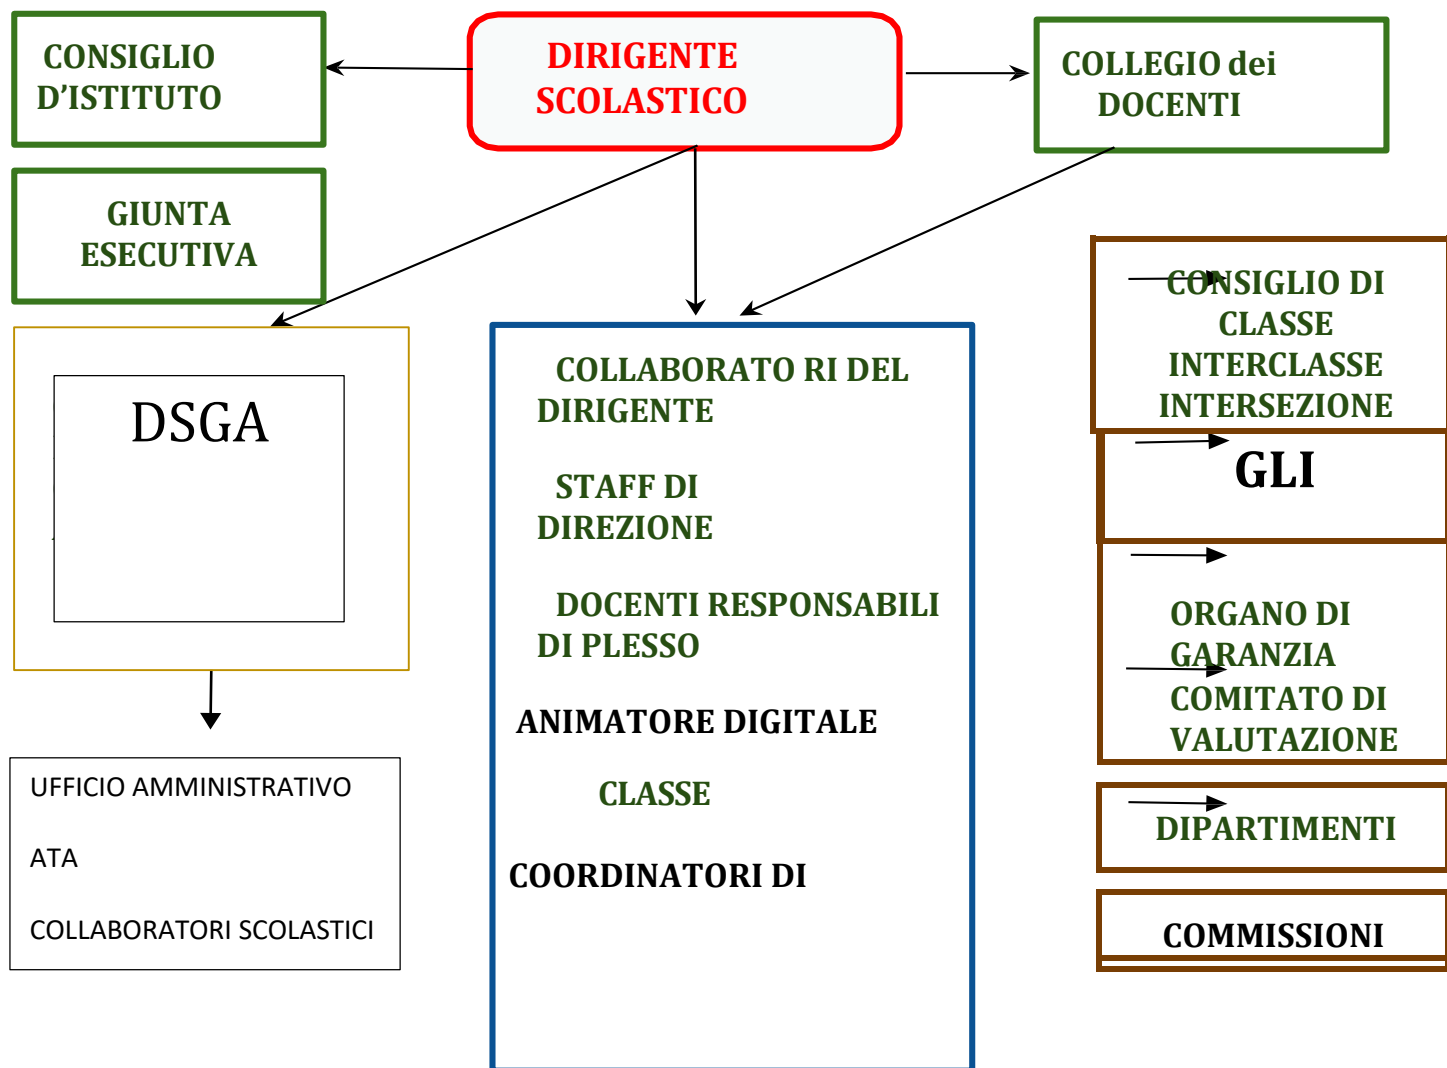 CONSIGLIO
D'ISTITUTO
DIRIGENTE
SCOLASTICO
COLLEGIO dei
DOCENTI
GIUNTA
ESECUTIVA
DSGA
UFFICIO AMMINISTRATIVO
ATA
COLLABORATORI SCOLASTICI
COLLABORATO RI DEL
DIRIGENTE
STAFF DI
DIREZIONE
DOCENTI RESPONSABILI
DI PLESSO
ANIMATORE DIGITALE
CLASSE
COORDINATORI DI
CONSIGLIO DI
CLASSE
INTERCLASSE
INTERSEZIONE
GLI
ORGANO DI
GARANZIA
COMITATO DI
VALUTAZIONE
DIPARTIMENTI
COMMISSIONI